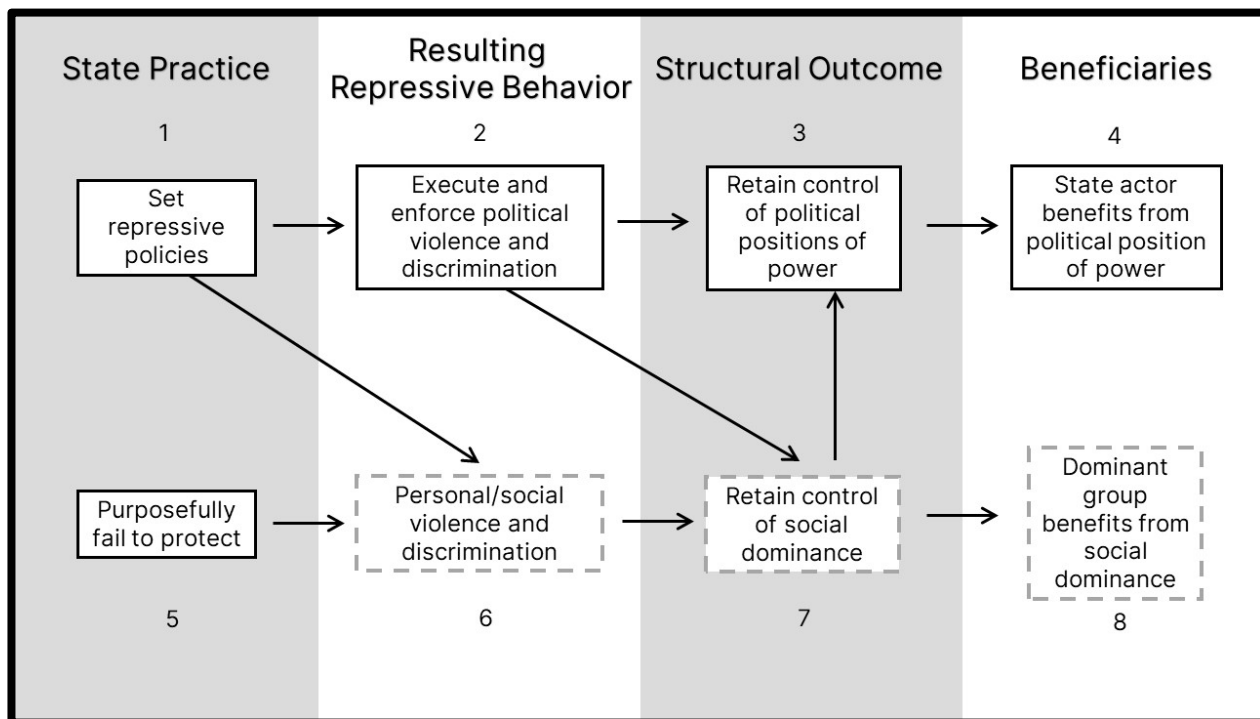 State Practice
Resulting
Repressive Behavior
Structural Outcome
Beneficiaries
1
2
3
4
Set
repressive
policies
Execute and
enforce political
violence and
discrimination
Retain control
of political
positions of
power
State actor
benefits from
political position
of power
Purposefully
fail to protect
Personal/social
violence and
discrimination
Retain control
of social
dominance
Dominant
group
benefits from
social
dominance
5
6
7
8